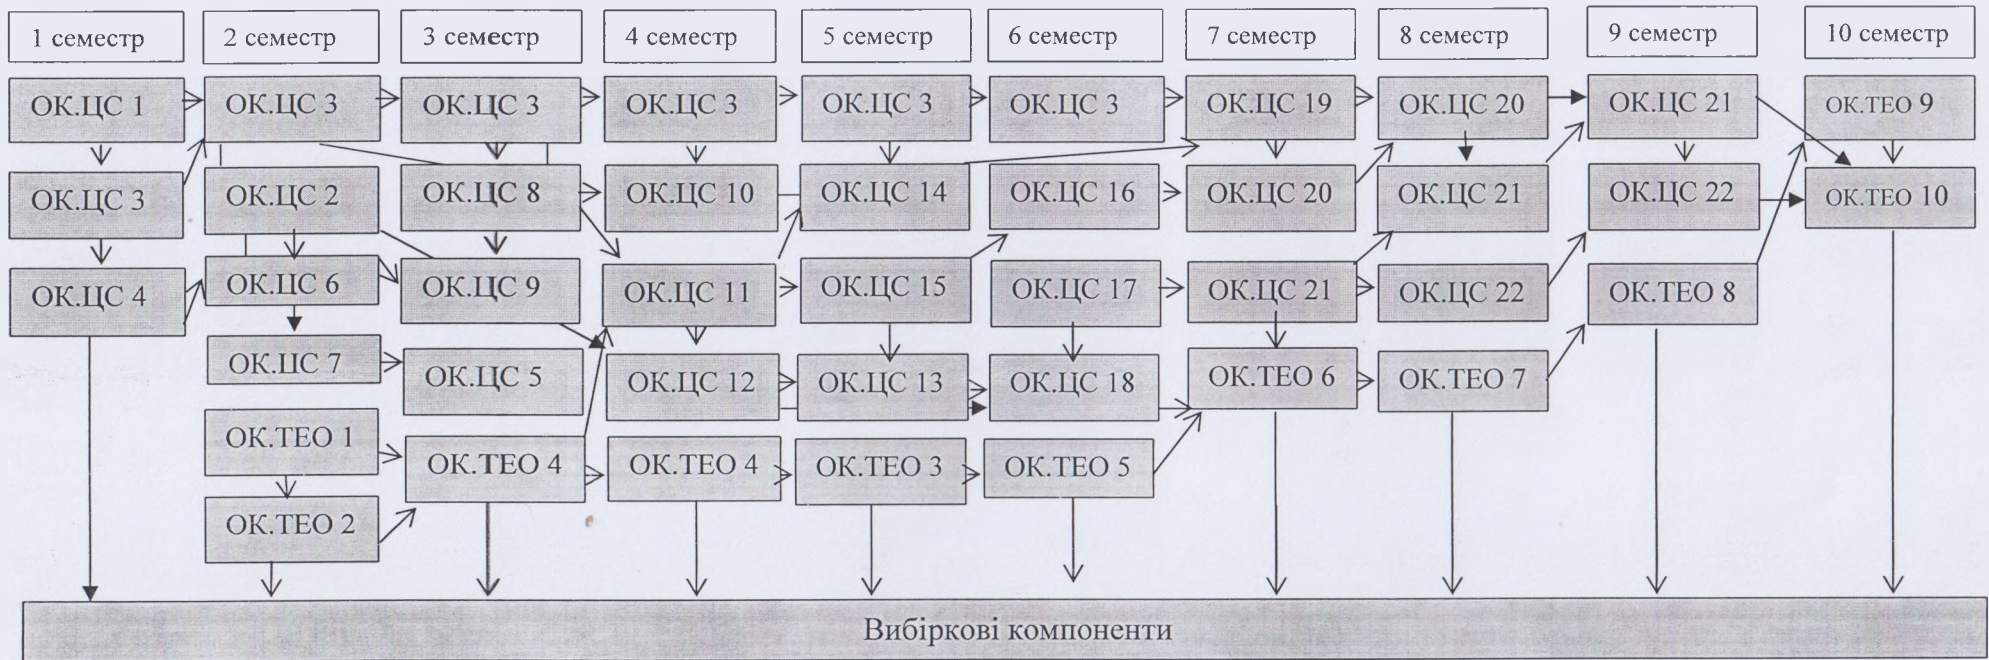 1 семестр
2 семестр
3 семестр
4 семестр
5 семестр
6 семестр
7 семестр
8 семестр
9 семестр
10 семестр
ОК.ЦС 1
ОК.ЦС 3
ОК.ЦС 3
ОК.ЦС 3
ОК.ЦС 3
ОК.ЦС 3
ОК.ЦС 19
ОК.ЦС 20
ОК.ЦС 21
ОК.ТЕО 9
ОК.ЦС 3
ОК.ЦС 2
ОК.ЦС 8
ОК.ЦС 10
ОК.ЦС 14
ОК.ЦС 16
ОК.ЦС 20
ОК.ЦС 21
ОК.ЦС 22
ОК.ТЕО 10
ОК.ЦС 4
ОК.ЦС 6
ОК.ЦС 9
ОК.ЦС 11
ОК.ЦС 15
ОК.ЦС 17
ОК.ЦС 21
ОК.ЦС 22
ОК.ТЕО 8
ОК.ЦС 7
ОК.ЦС 5
ОК.ЦС 12
ОК.ЦС 13
ОК.ЦС 18
ОК.ТЕО 6
ОК.ТЕО 7
ОК.ТЕО 1
ОК.ТЕО 4
ОК.ТЕО 4
ОК.ТЕО 3
ОК.ТЕО 5
ОК.ТЕО 2
Вибіркові компоненти